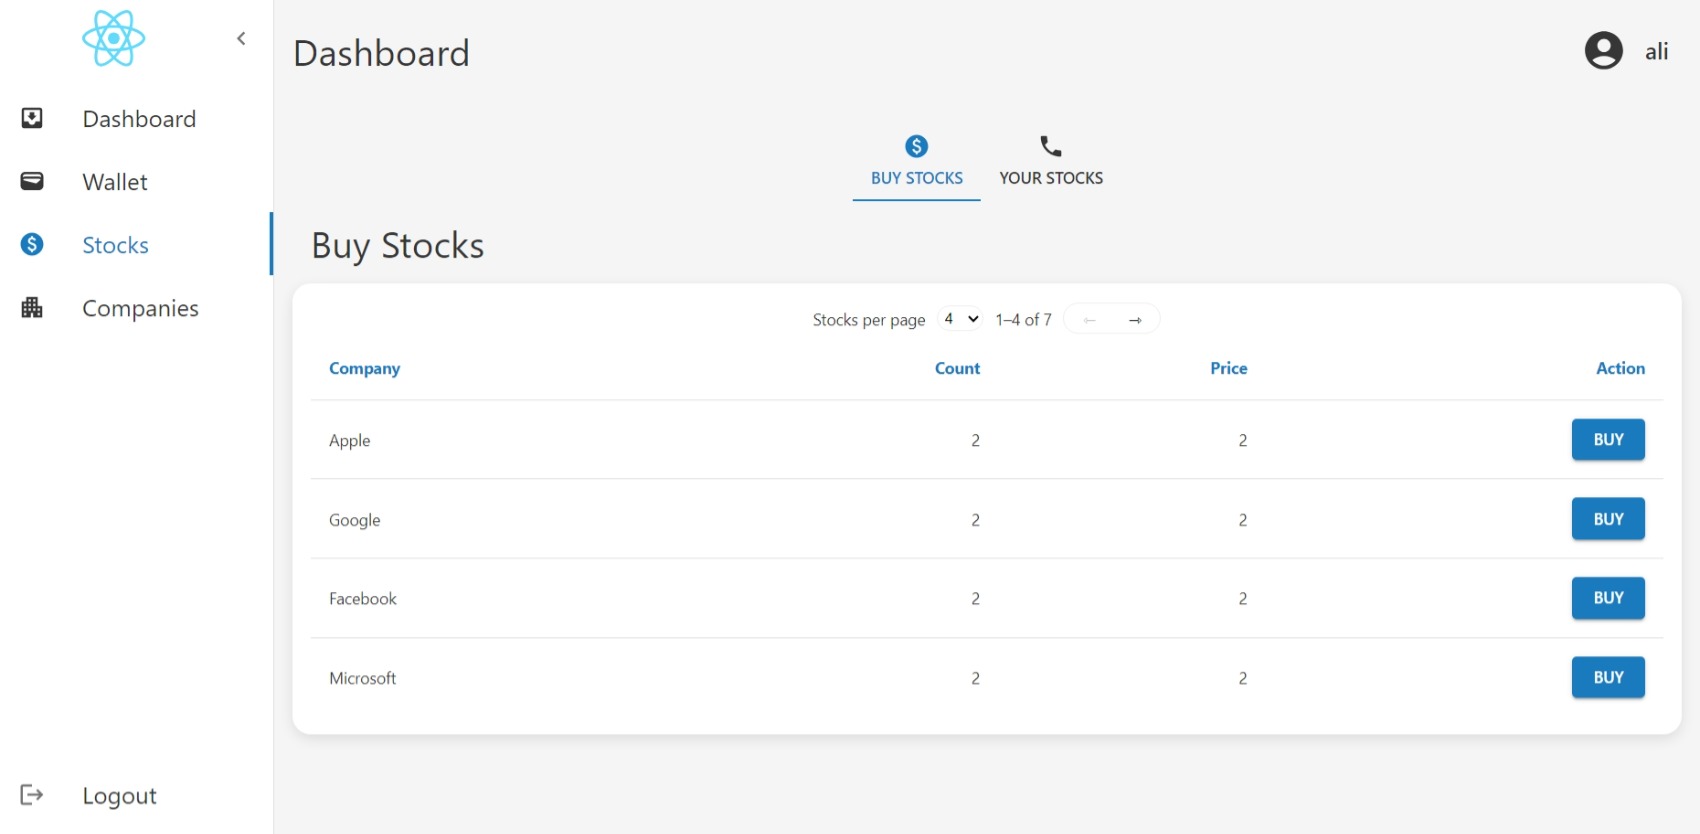 Dashboard
ali
Dashboard
Wallet
Stocks
Companies
Logout
BUY STOCKS
YOUR STOCKS
Buy Stocks
Stocks per page 4 1–4 of 7 ← →
Company Count Price Action
Apple 2 2 BUY
Google 2 2 BUY
Facebook 2 2 BUY
Microsoft 2 2 BUY